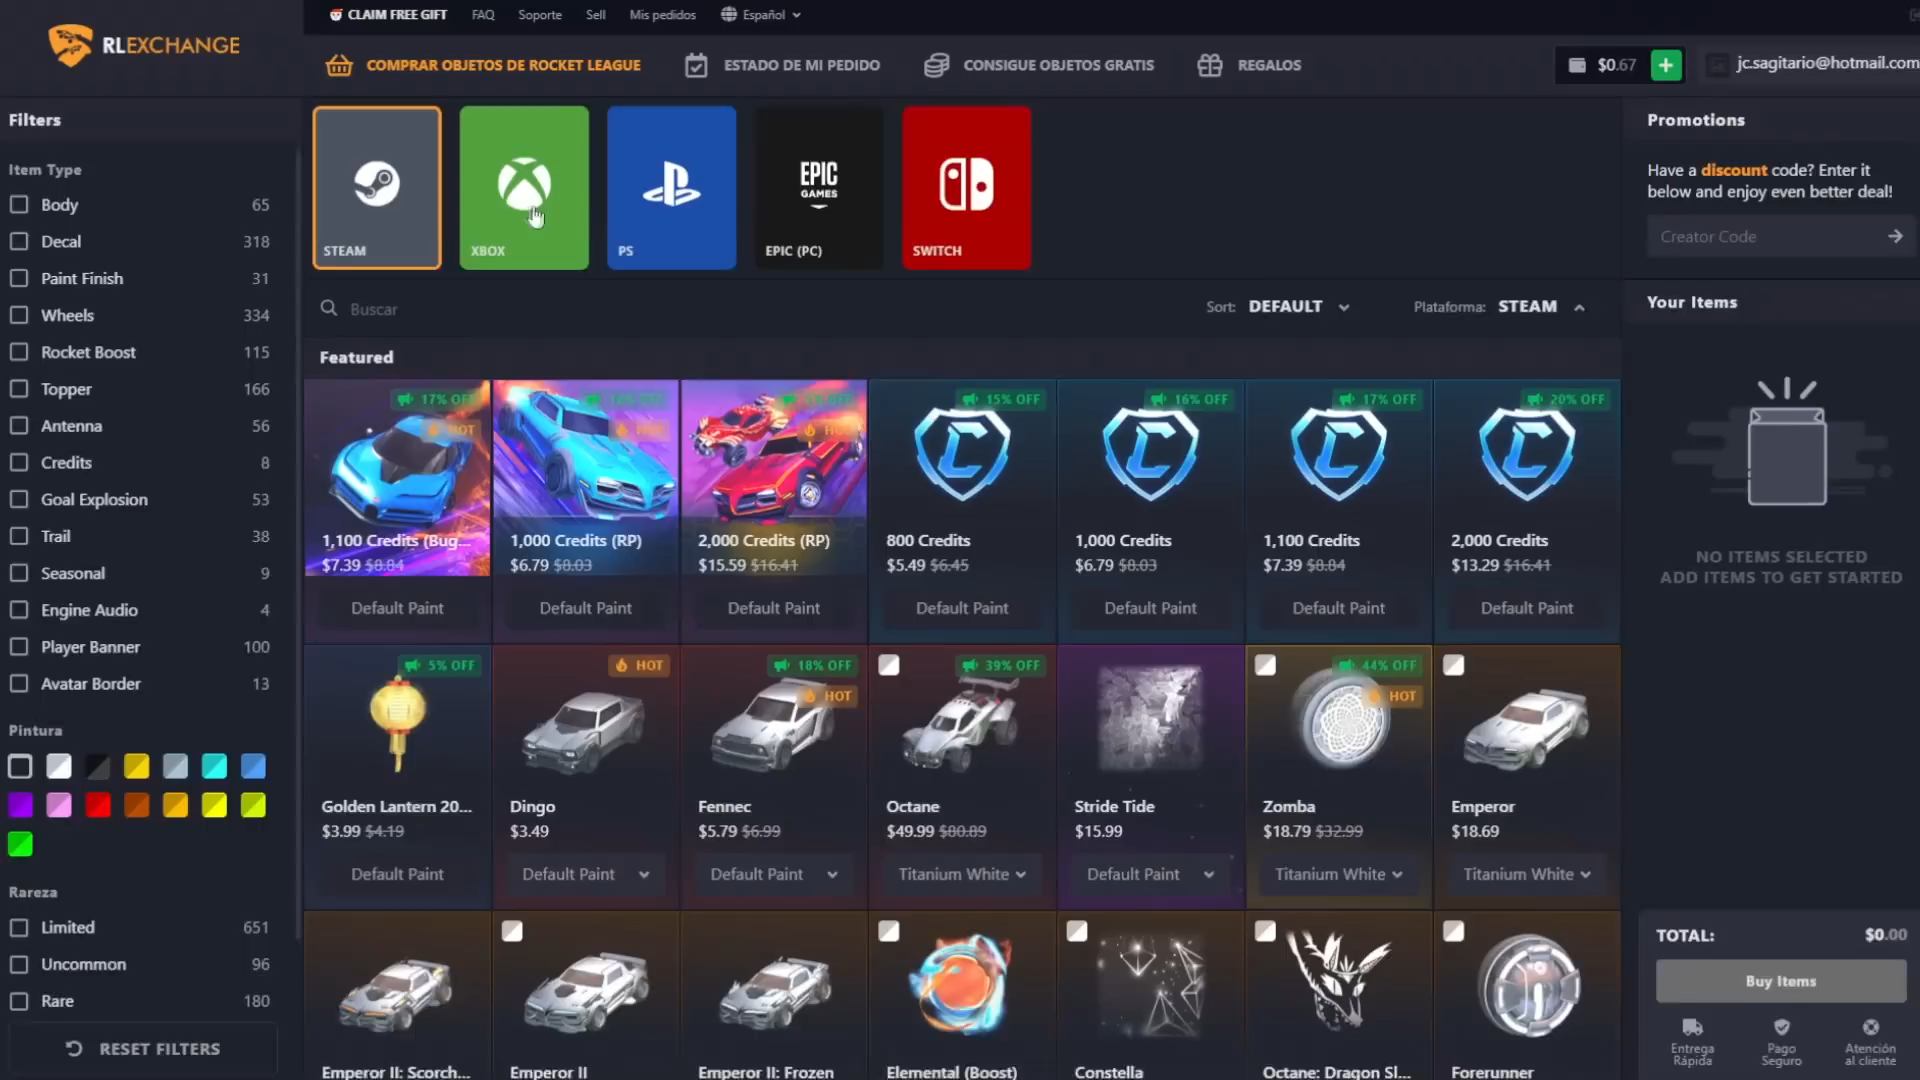 RLEXCHANGE
CLAIM FREE GIFT
FAQ
Soporte
Sell
Mis pedidos
Español
COMPRAR OBJETOS DE ROCKET LEAGUE
ESTADO DE MI PEDIDO
CONSIGUE OBJETOS GRATIS
REGALOS
$0.67
+
jc.sagitario@hotmail.com
Filters
Item Type
Body 65
Decal 318
Paint Finish 31
Wheels 334
Rocket Boost 115
Topper 166
Antenna 56
Credits 8
Goal Explosion 53
Trail 38
Seasonal 9
Engine Audio 4
Player Banner 100
Avatar Border 13
Pintura
Rareza
Limited 651
Uncommon 96
Rare 180
RESET FILTERS
STEAM
XBOX
PS
EPIC GAMES
EPIC (PC)
SWITCH
Buscar
Sort: DEFAULT
Plataforma: STEAM
Featured
17% OFF
HOT
1,100 Credits (Bug...
$7.39 $8.84
Default Paint
1,000 Credits (RP)
$6.79 $8.03
Default Paint
HOT
2,000 Credits (RP)
$15.59 $16.41
Default Paint
15% OFF
800 Credits
$5.49 $6.45
Default Paint
16% OFF
1,000 Credits
$6.79 $8.03
Default Paint
17% OFF
1,100 Credits
$7.39 $8.84
Default Paint
20% OFF
2,000 Credits
$13.29 $16.41
Default Paint
5% OFF
Golden Lantern 20...
$3.99 $4.19
Default Paint
HOT
Dingo
$3.49
Default Paint
18% OFF
HOT
Fennec
$5.79 $6.99
Default Paint
39% OFF
Octane
$49.99 $80.89
Titanium White
Stride Tide
$15.99
Default Paint
44% OFF
HOT
Zomba
$18.79 $32.99
Titanium White
Emperor
$18.69
Titanium White
Emperor II: Scorch...
Emperor II
Emperor II: Frozen
Elemental (Boost)
Constella
Octane: Dragon Sl...
Forerunner
Promotions
Have a discount code? Enter it
below and enjoy even better deal!
Creator Code
Your Items
NO ITEMS SELECTED
ADD ITEMS TO GET STARTED
TOTAL: $0.00
Buy Items
Entrega
Rápida
Pago
Seguro
Atención
al cliente